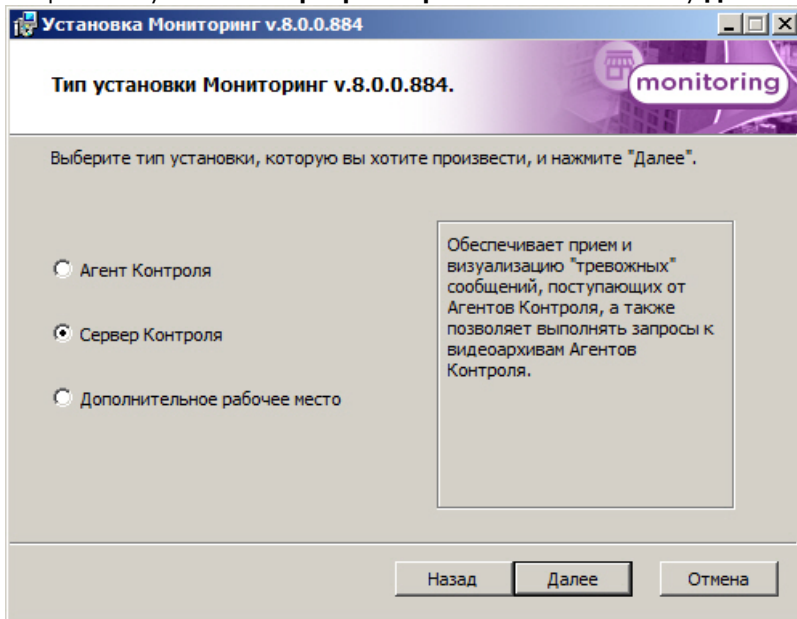 Установка Мониторинг v.8.0.0.884
Тип установки Мониторинг v.8.0.0.884.
monitoring
Выберите тип установки, которую вы хотите произвести, и нажмите "Далее".
Агент Контроля
Сервер Контроля
Дополнительное рабочее место
Обеспечивает прием и
визуализацию "тревожных"
сообщений, поступающих от
Агентов Контроля, а также
позволяет выполнять запросы к
видеоархивам Агентов
Контроля.
Назад
Далее
Отмена